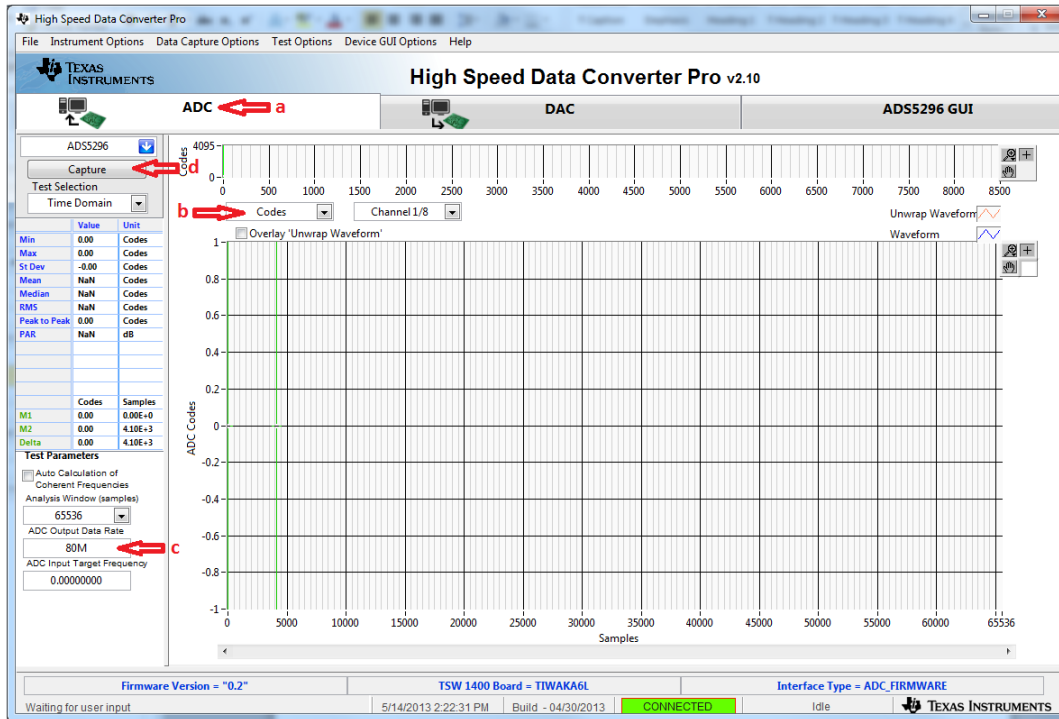 High Speed Data Converter Pro
File Instrument Options Data Capture Options Test Options Device GUI Options Help
TEXAS INSTRUMENTS
High Speed Data Converter Pro v2.10
ADC a
DAC
ADS5296 GUI
ADS5296
Capture d
Test Selection
Time Domain
Value Unit
Min 0.00 Codes
Max 0.00 Codes
St Dev -0.00 Codes
Mean NaN Codes
Median NaN Codes
RMS NaN Codes
Peak to Peak 0.00 Codes
PAR NaN dB
Codes Samples
M1 0.00 0.00E+0
M2 0.00 4.10E+3
Delta 0.00 4.10E+3
Test Parameters
Auto Calculation of
Coherent Frequencies
Analysis Window (samples)
65536
ADC Output Data Rate
80M c
ADC Input Target Frequency
0.00000000
Codes
4095
0
0 500 1000 1500 2000 2500 3000 3500 4000 4500 5000 5500 6000 6500 7000 7500 8000 8500
b Codes Channel 1/8
Unwrap Waveform
Overlay 'Unwrap Waveform'
Waveform
ADC Codes
1
0.8
0.6
0.4
0.2
0
-0.2
-0.4
-0.6
-0.8
-1
0 5000 10000 15000 20000 25000 30000 35000 40000 45000 50000 55000 60000 65536
Samples
Firmware Version = "0.2"
TSW 1400 Board = TIWAKA6L
Interface Type = ADC_FIRMWARE
Waiting for user input
5/14/2013 2:22:31 PM
Build - 04/30/2013
CONNECTED
Idle
TEXAS INSTRUMENTS